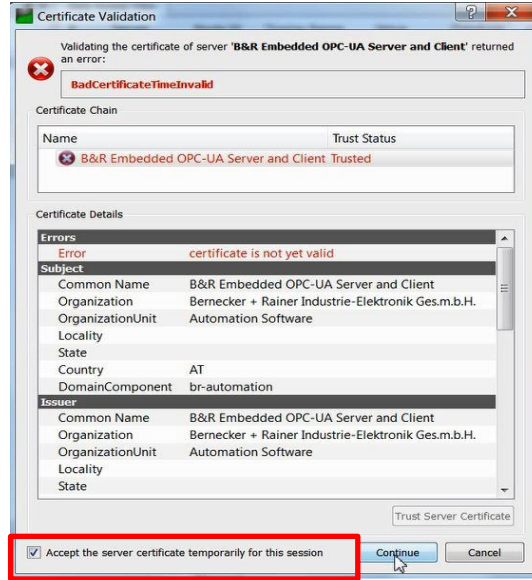 Certificate Validation
Validating the certificate of server 'B&R Embedded OPC-UA Server and Client' returned
an error:
BadCertificateTimeInvalid
Certificate Chain
Name Trust Status
B&R Embedded OPC-UA Server and Client Trusted
Certificate Details
Errors
Error certificate is not yet valid
Subject
Common Name B&R Embedded OPC-UA Server and Client
Organization Bernecker + Rainer Industrie-Elektronik Ges.m.b.H.
OrganizationUnit Automation Software
Locality
State
Country AT
DomainComponent br-automation
Issuer
Common Name B&R Embedded OPC-UA Server and Client
Organization Bernecker + Rainer Industrie-Elektronik Ges.m.b.H.
OrganizationUnit Automation Software
Locality
State
Trust Server Certificate
Accept the server certificate temporarily for this session Continue Cancel